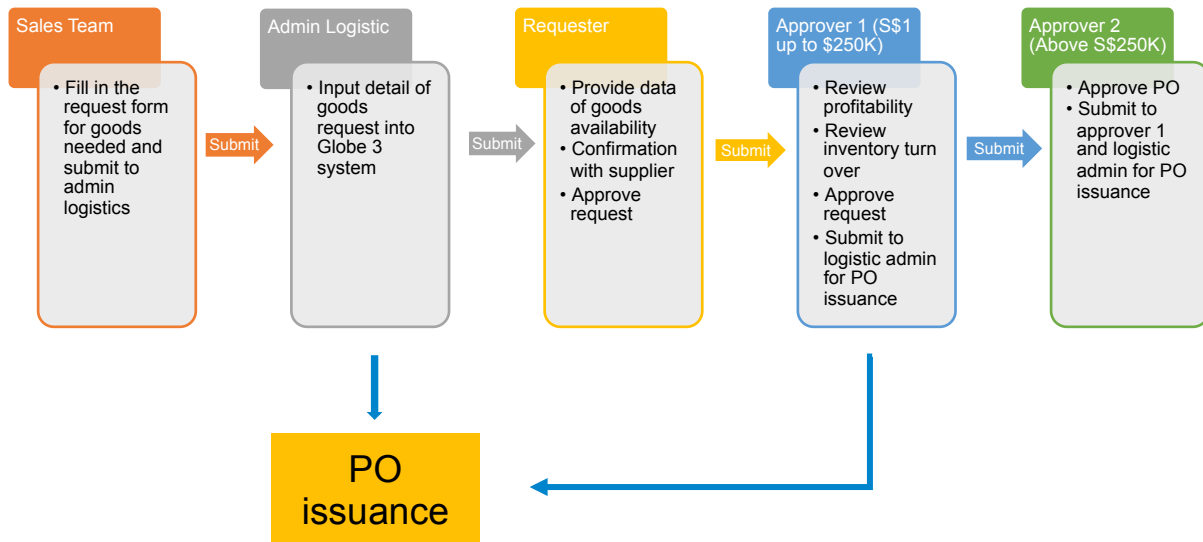 Sales Team
• Fill in the
request form
for goods
needed and
submit to
admin
logistics
Submit
Admin Logistic
• Input detail of
goods
request into
Globe 3
system
Submit
Requester
• Provide data
of goods
availability
• Confirmation
with supplier
• Approve
request
Submit
Approver 1 (S$1
up to $250K)
• Review
profitability
• Review
inventory turn
over
• Approve
request
• Submit to
logistic admin
for PO
issuance
Submit
Approver 2
(Above S$250K)
• Approve PO
• Submit to
approver 1
and logistic
admin for PO
issuance
PO
issuance